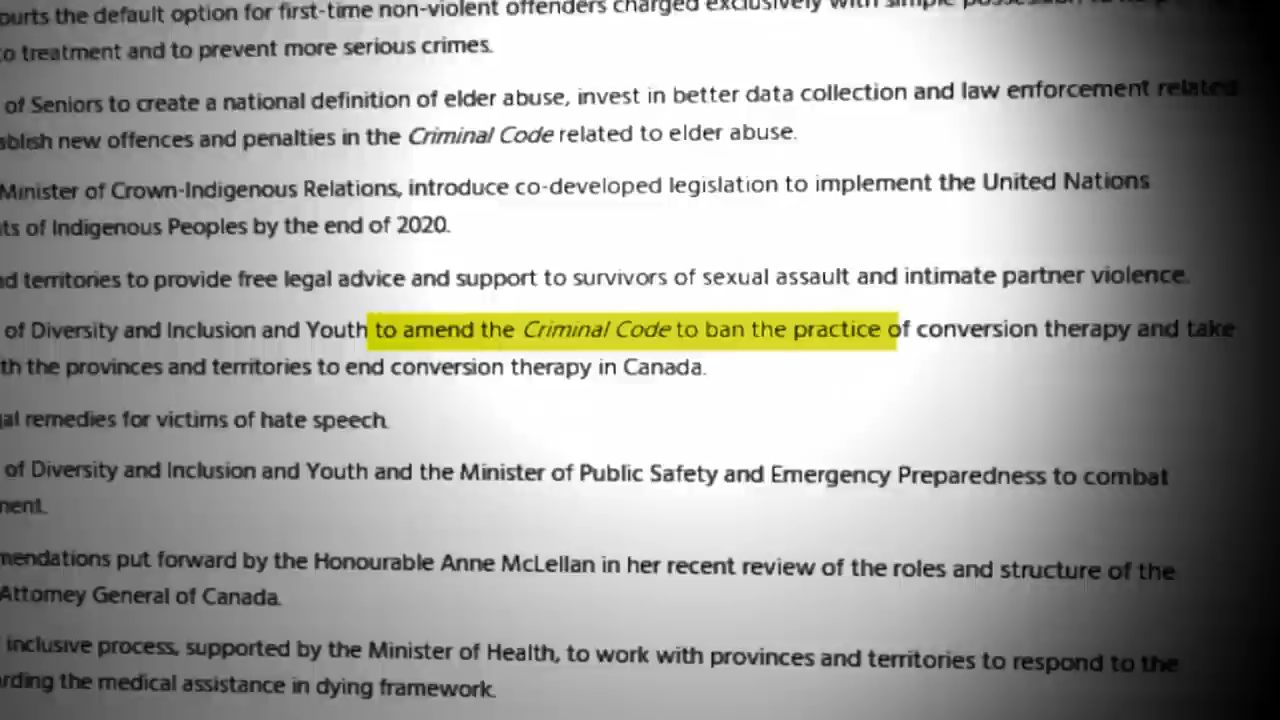 ourts the default option for first-time non-violent offenders charged exclusively with simple
o treatment and to prevent more serious crimes.
of Seniors to create a national definition of elder abuse, invest in better data collection and law enforcement related
ablish new offences and penalties in the Criminal Code related to elder abuse.
Minister of Crown-Indigenous Relations, introduce co-developed legislation to implement the United Nations
ts of Indigenous Peoples by the end of 2020.
nd territories to provide free legal advice and support to survivors of sexual assault and intimate partner violence.
of Diversity and Inclusion and Youth to amend the Criminal Code to ban the practice of conversion therapy and take
th the provinces and territories to end conversion therapy in Canada.
gal remedies for victims of hate speech.
of Diversity and Inclusion and Youth and the Minister of Public Safety and Emergency Preparedness to combat
ment.
mendations put forward by the Honourable Anne McLellan in her recent review of the roles and structure of the
Attorney General of Canada.
inclusive process, supported by the Minister of Health, to work with provinces and territories to respond to the
arding the medical assistance in dying framework.